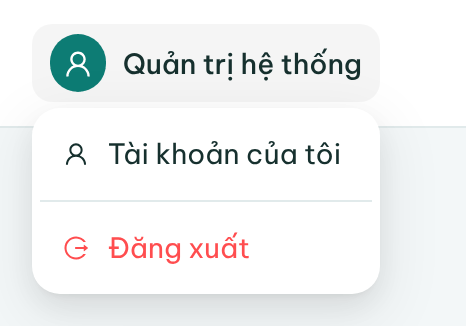 Quản trị hệ thống
Tài khoản của tôi
Đăng xuất